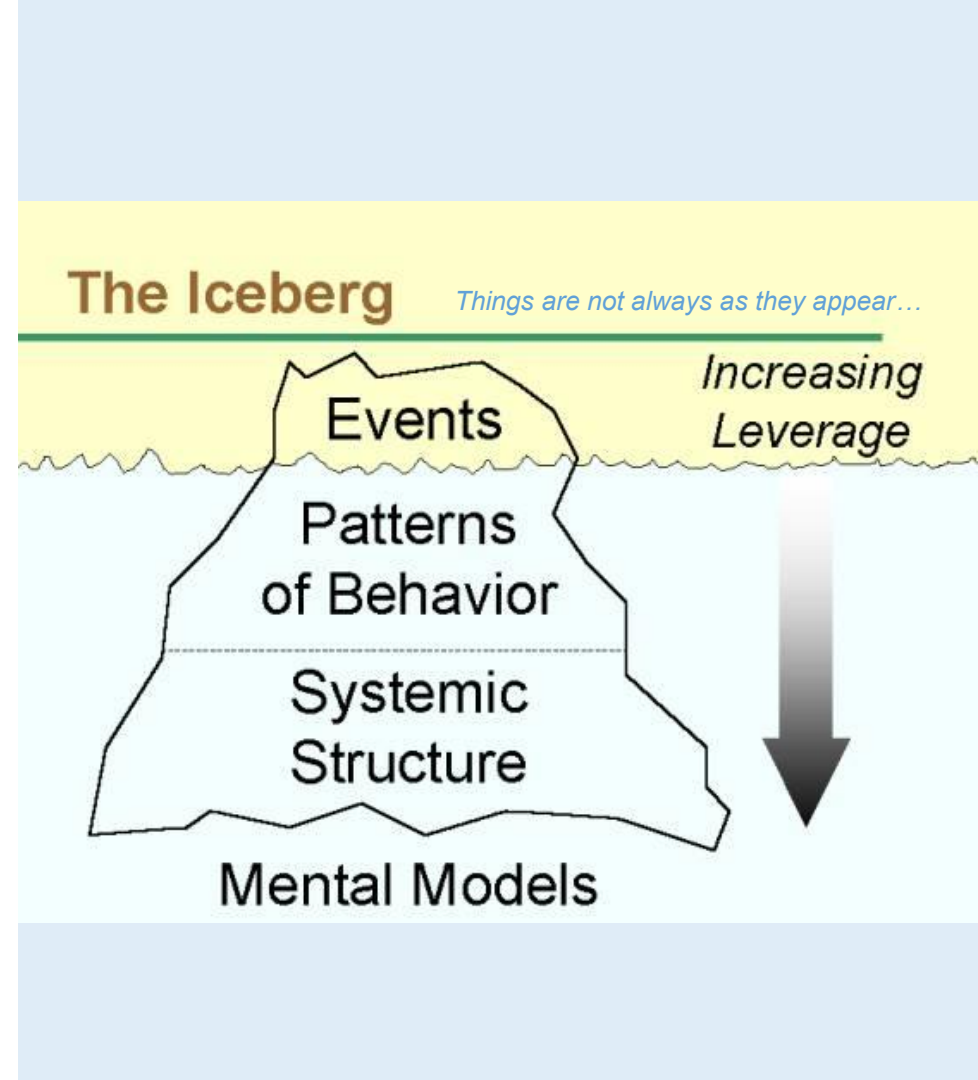 The Iceberg
Things are not always as they appear…
Increasing
Leverage
Events
Patterns
of Behavior
Systemic
Structure
Mental Models